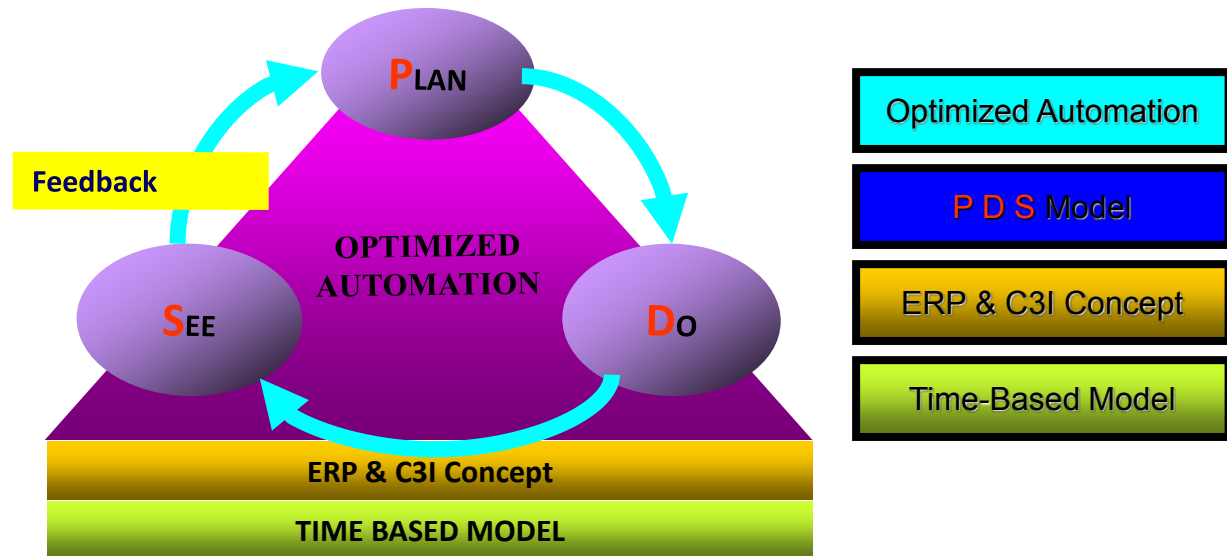 PLAN
Feedback
OPTIMIZED
AUTOMATION
SEE
DO
ERP & C3I Concept
TIME BASED MODEL
Optimized Automation
P D S Model
ERP & C3I Concept
Time-Based Model